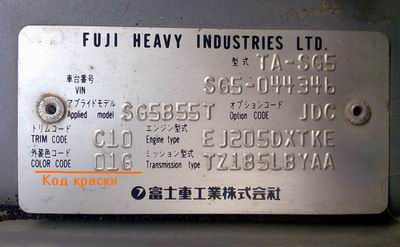 FUJI HEAVY INDUSTRIES LTD.
型式 TA-SG5
車台番号
VIN SG5-044346
アプライドモデル オプションコード
Applied model SG5B55T Option code JDC
トリムコード エンジン型式
TRIM CODE C10 Engine type EJ205DXTKE
外装色コード ミッション型式
COLOR CODE 01G Transmission type TZ1B5LBYAA
Код краски
富士重工業株式会社